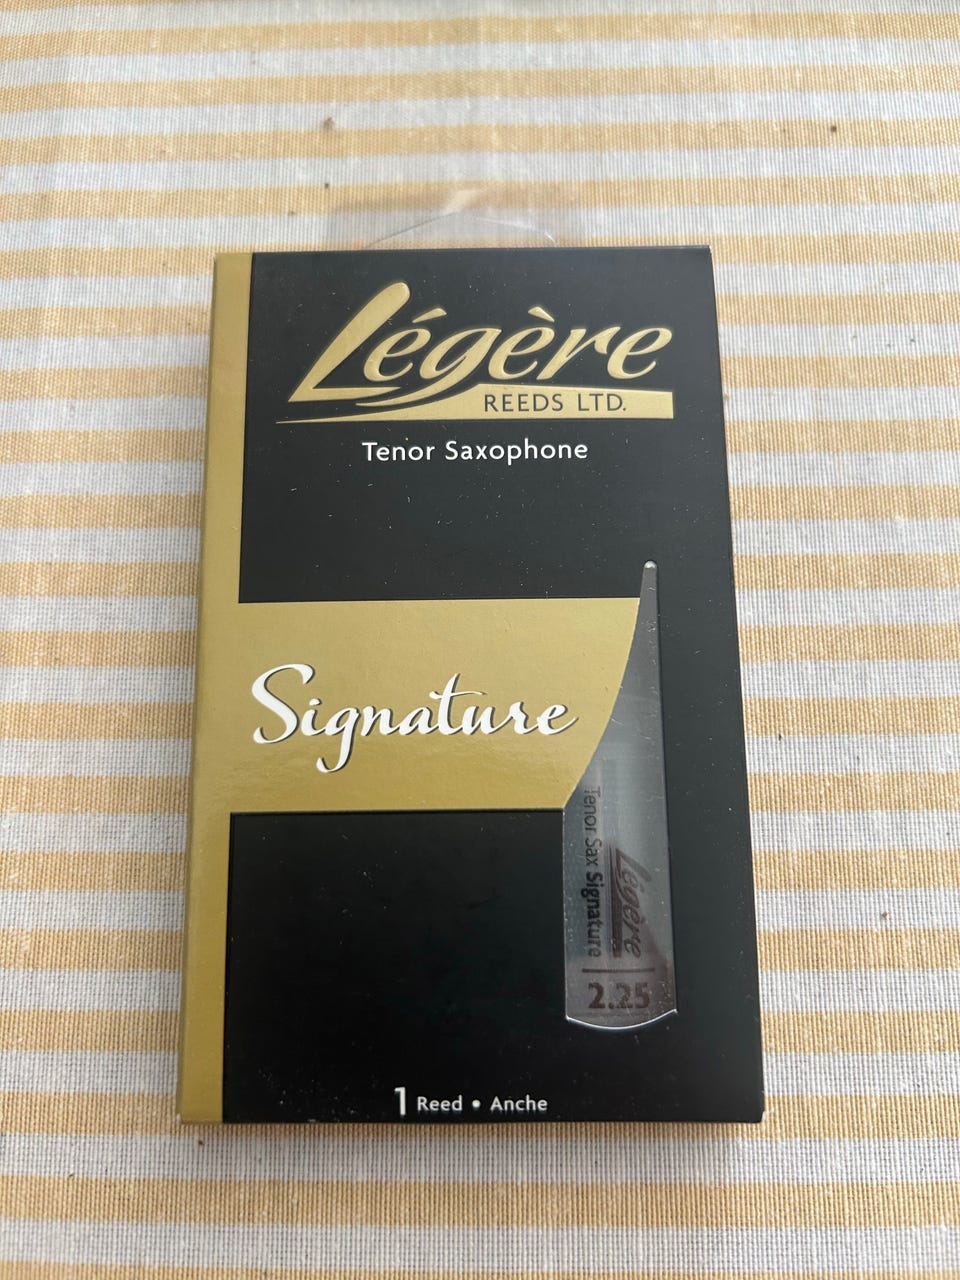 Légère
REEDS LTD.
Tenor Saxophone
Signature
Tenor Sax Signature
Légère
2.25
1 Reed • Anche